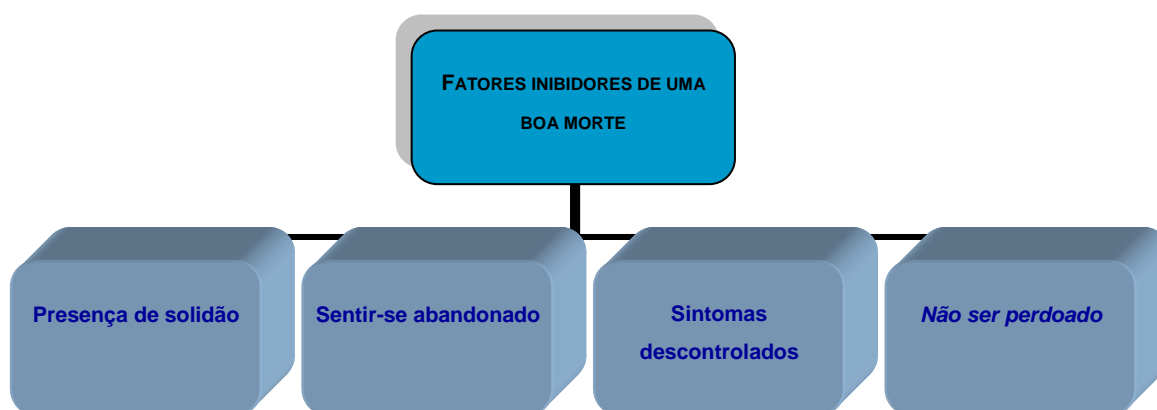 FATORES INIBIDORES DE UMA
BOA MORTE
Presença de solidão
Sentir-se abandonado
Sintomas
descontrolados
Não ser perdoado